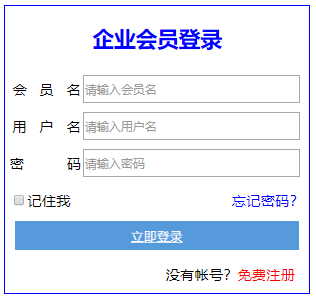 企业会员登录
会 员 名 请输入会员名
用 户 名 请输入用户名
密 码 请输入密码
记住我 忘记密码?
立即登录
没有帐号? 免费注册